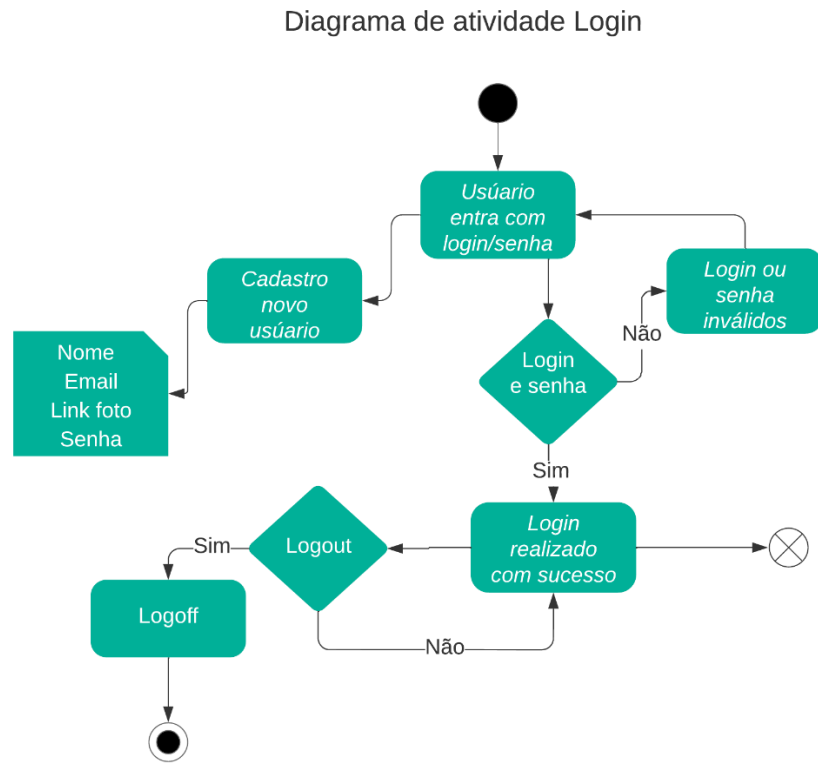 Diagrama de atividade Login
Usúario
entra com
login/senha
Cadastro
novo
usúario
Login ou
senha
inválidos
Nome
Email
Link foto
Senha
Login
e senha
Não
Sim
Login
realizado
com sucesso
Logout
Sim
Logoff
Não